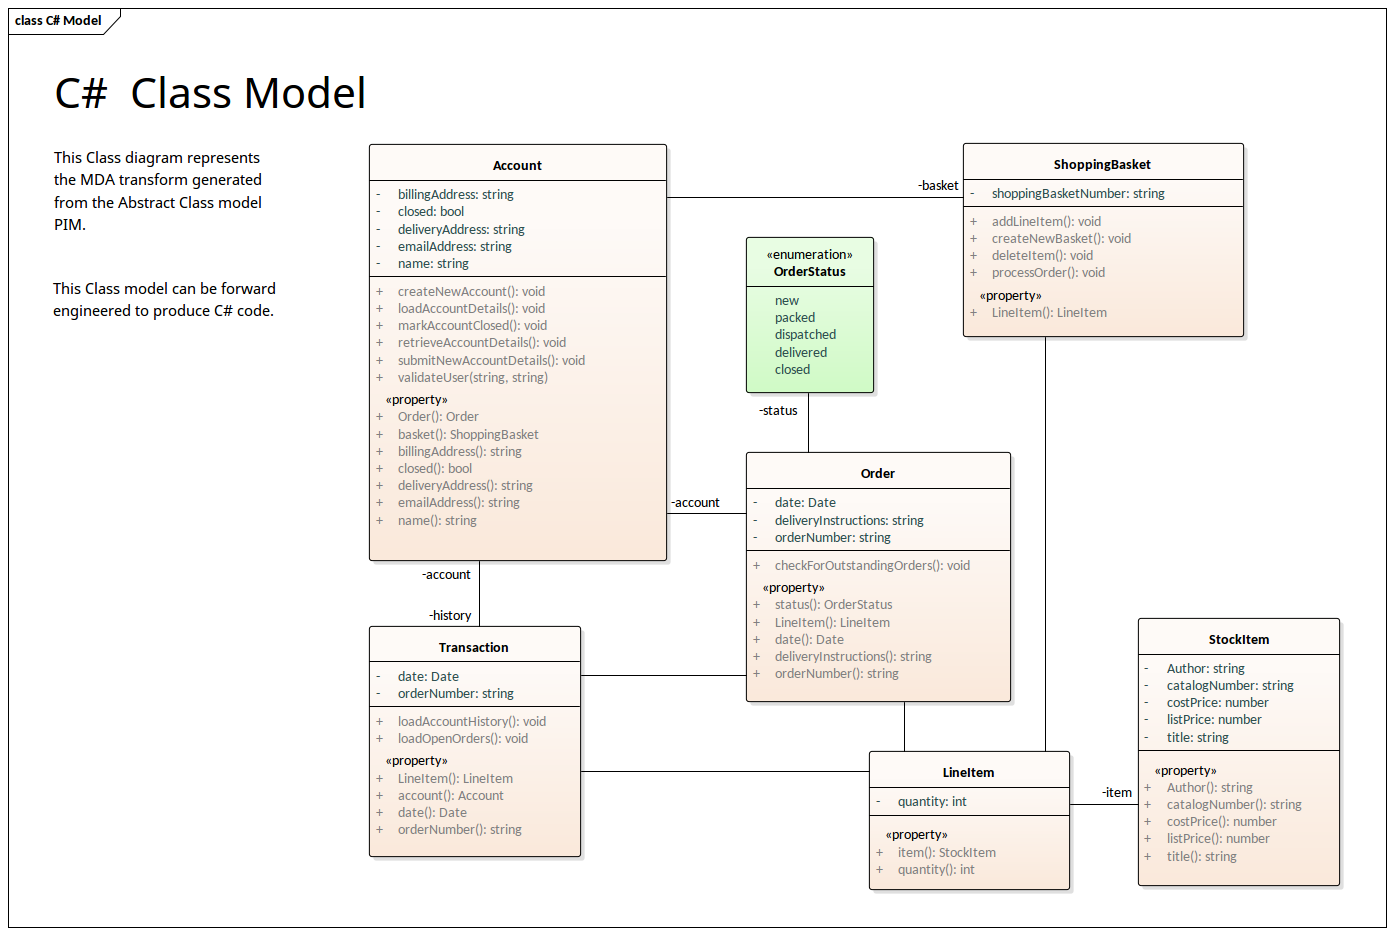 class C# Model
C# Class Model
This Class diagram represents
the MDA transform generated
from the Abstract Class model
PIM.
This Class model can be forward
engineered to produce C# code.
Account
- billingAddress: string
- closed: bool
- deliveryAddress: string
- emailAddress: string
- name: string
+ createNewAccount(): void
+ loadAccountDetails(): void
+ markAccountClosed(): void
+ retrieveAccountDetails(): void
+ submitNewAccountDetails(): void
+ validateUser(string, string)
«property»
+ Order(): Order
+ basket(): ShoppingBasket
+ billingAddress(): string
+ closed(): bool
+ deliveryAddress(): string
+ emailAddress(): string
+ name(): string
-basket
ShoppingBasket
- shoppingBasketNumber: string
+ addLineItem(): void
+ createNewBasket(): void
+ deleteItem(): void
+ processOrder(): void
«property»
+ LineItem(): LineItem
«enumeration»
OrderStatus
new
packed
dispatched
delivered
closed
-status
-account
Order
- date: Date
- deliveryInstructions: string
- orderNumber: string
+ checkForOutstandingOrders(): void
«property»
+ status(): OrderStatus
+ LineItem(): LineItem
+ date(): Date
+ deliveryInstructions(): string
+ orderNumber(): string
-account
-history
Transaction
- date: Date
- orderNumber: string
+ loadAccountHistory(): void
+ loadOpenOrders(): void
«property»
+ LineItem(): LineItem
+ account(): Account
+ date(): Date
+ orderNumber(): string
LineItem
- quantity: int
«property»
+ item(): StockItem
+ quantity(): int
-item
StockItem
- Author: string
- catalogNumber: string
- costPrice: number
- listPrice: number
- title: string
«property»
+ Author(): string
+ catalogNumber(): string
+ costPrice(): number
+ listPrice(): number
+ title(): string